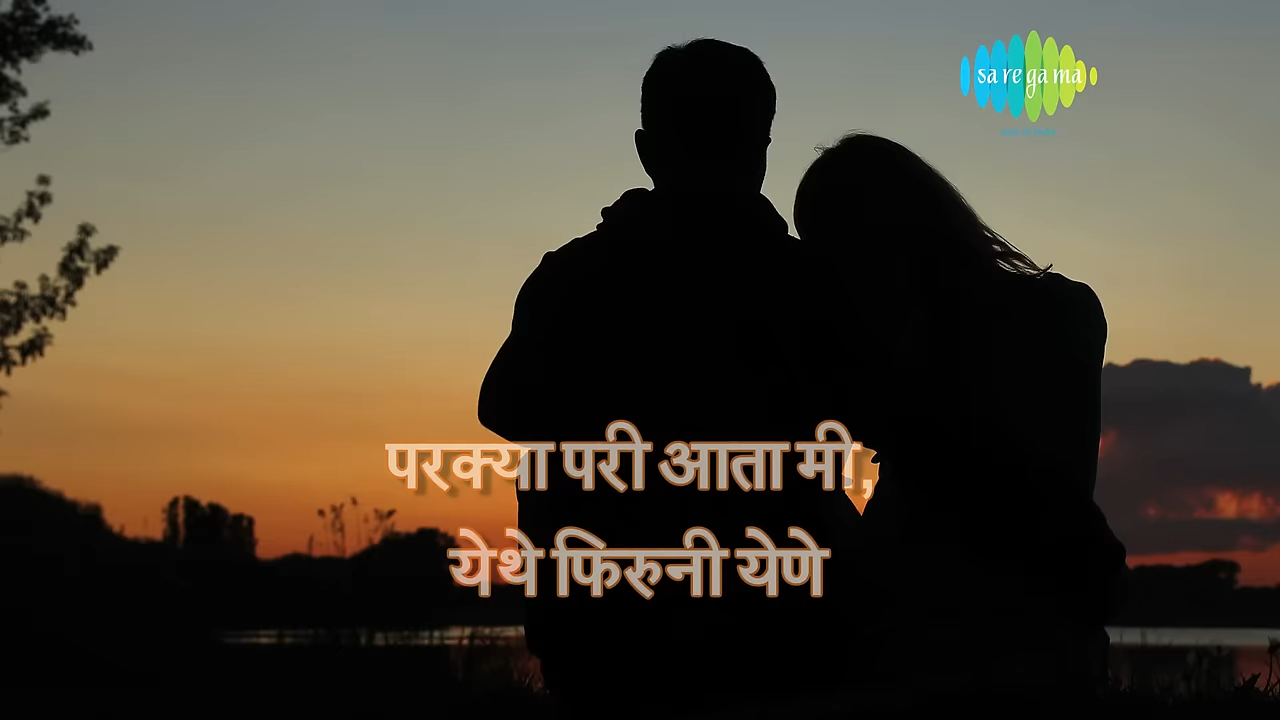 sa re ga ma
परक्या परी आता मी,
येथे फिरुनी येणे